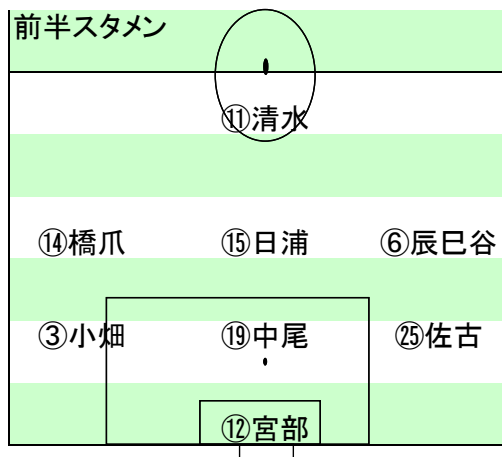 前半スタメン
⑪清水
⑭橋爪 ⑮日浦 ⑥辰巳谷
③小畑 ⑲中尾 ㉕佐古
⑫宮部